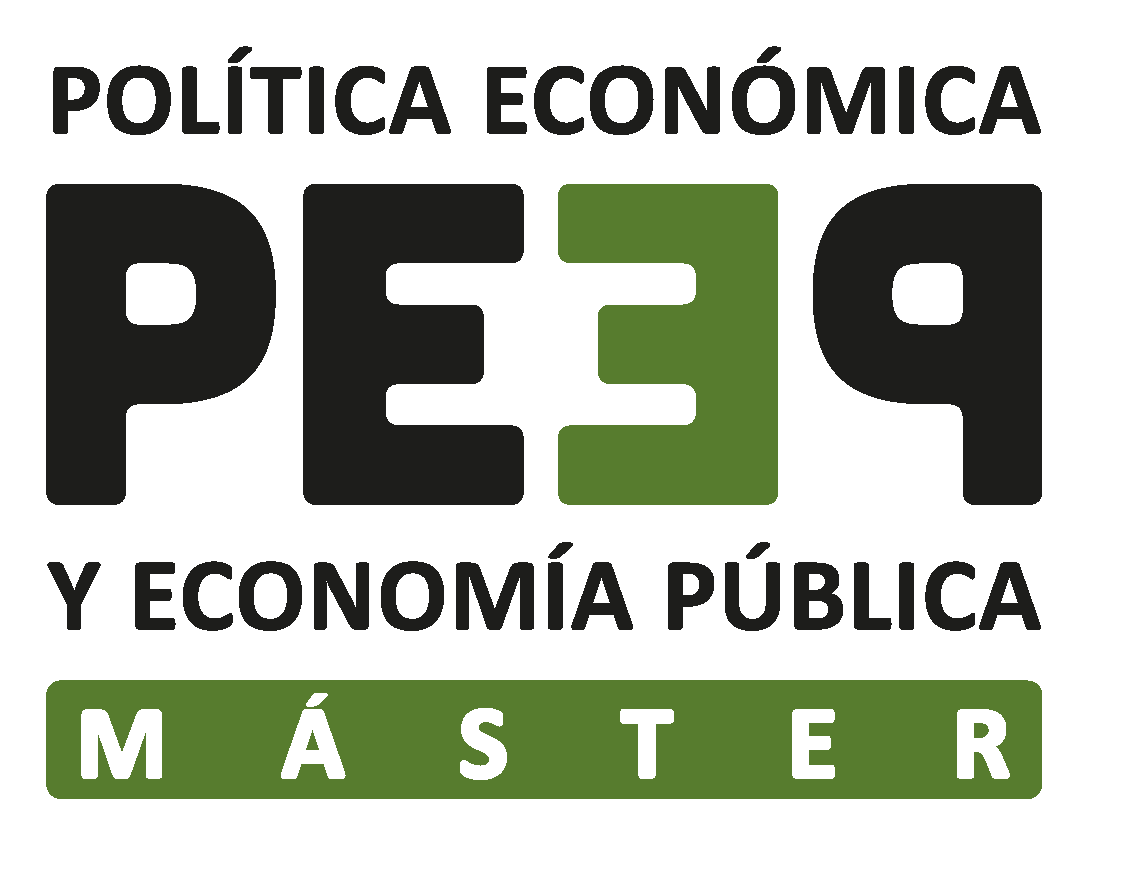 POLÍTICA ECONÓMICA
PEEP
Y ECONOMÍA PÚBLICA
MÁSTER